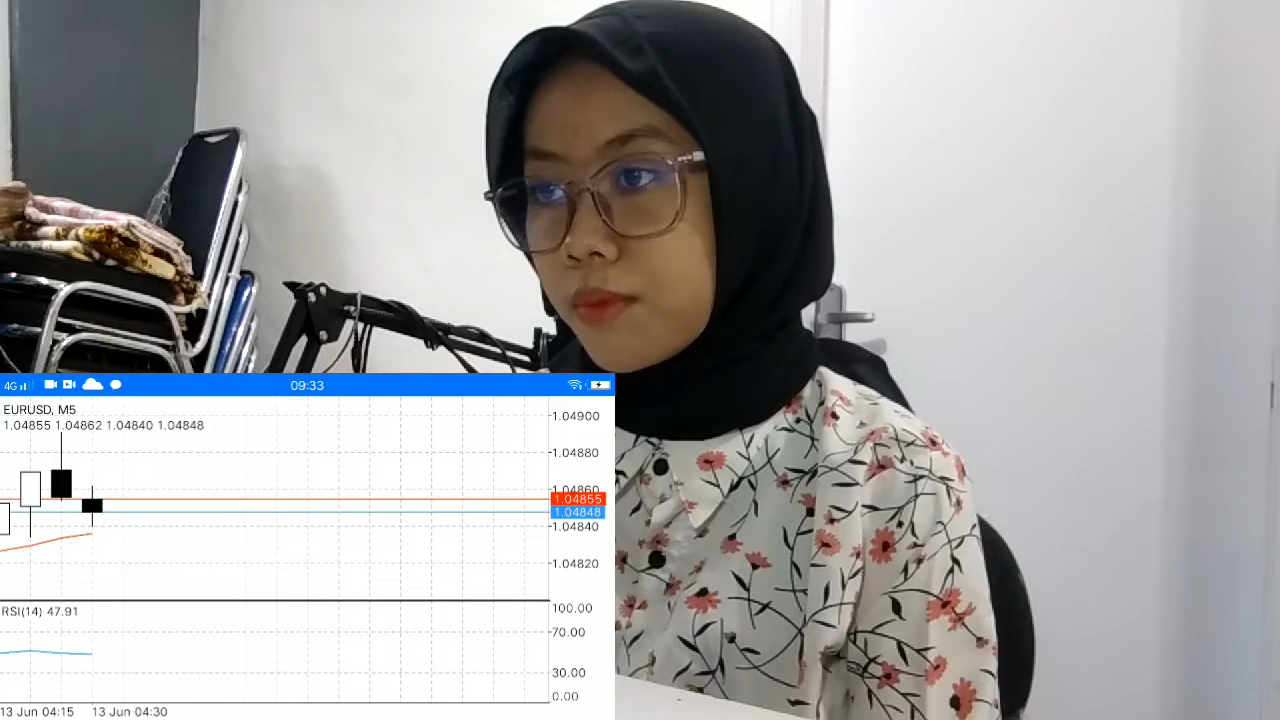 4G 09:33
EURUSD, M5
1.04855 1.04862 1.04840 1.04848
1.04900
1.04880
1.04860
1.04855
1.04848
1.04840
1.04820
RSI(14) 47.91
100.00
70.00
30.00
0.00
13 Jun 04:15 13 Jun 04:30